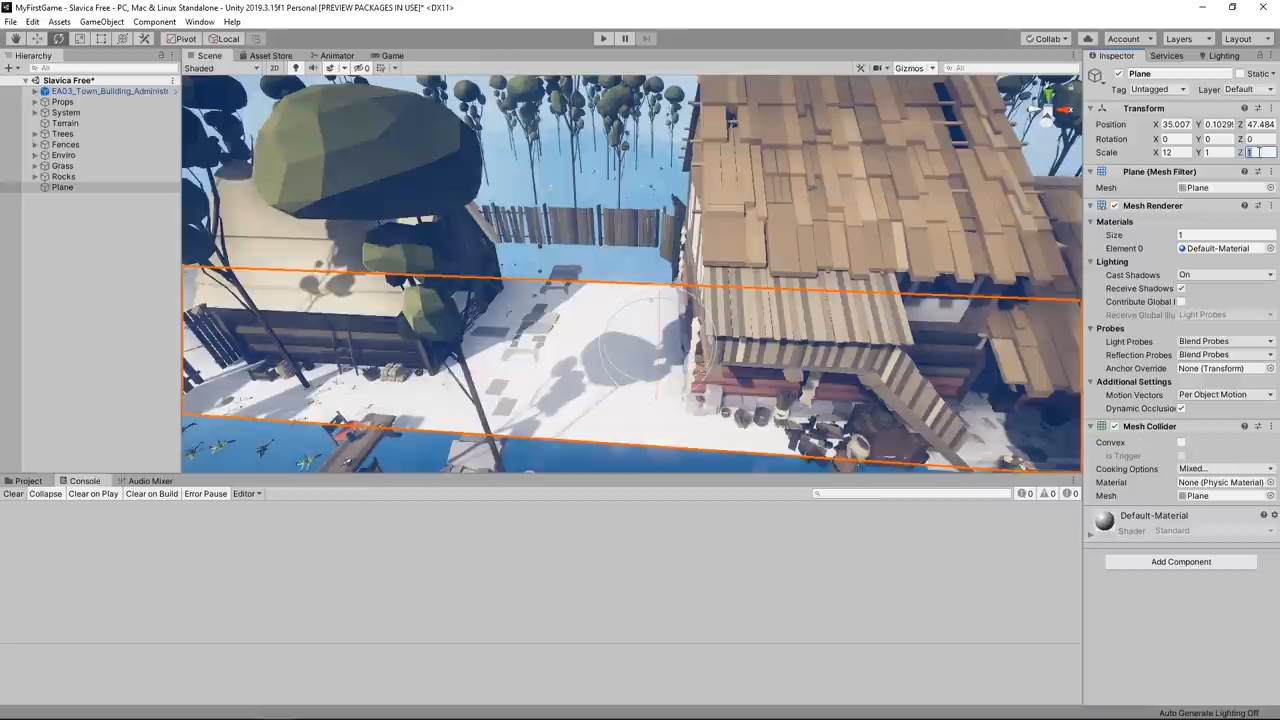 MyFirstGame - Slavica Free - PC, Mac & Linux Standalone - Unity 2019.3.15f1 Personal [PREVIEW PACKAGES IN USE]* <DX11>
File Edit Assets GameObject Component Window Help
Pivot Local Collab Account Layers Layout
Hierarchy Scene Asset Store Animator Game Inspector Services Lighting
All Shaded 2D 0 Gizmos All
Plane Static
Tag Untagged Layer Default
Slavica Free*
EA03_Town_Building_Administr
Props
System
Terrain
Trees
Fences
Enviro
Grass
Rocks
Plane
Transform
Position X 35.007 Y 0.1029 Z 47.484
Rotation X 0 Y 0 Z 0
Scale X 12 Y 1 Z 1
Plane (Mesh Filter)
Mesh Plane
Mesh Renderer
Materials
Size 1
Element 0 Default-Material
Lighting
Cast Shadows On
Receive Shadows
Contribute Global I
Receive Global Illu Light Probes
Probes
Light Probes Blend Probes
Reflection Probes Blend Probes
Anchor Override None (Transform)
Additional Settings
Motion Vectors Per Object Motion
Dynamic Occlusion
Mesh Collider
Convex
Is Trigger
Cooking Options Mixed...
Material None (Physic Material)
Mesh Plane
Default-Material
Shader Standard
Add Component
Project Console Audio Mixer
Clear Collapse Clear on Play Clear on Build Error Pause Editor 0 0 0
Auto Generate Lighting Off